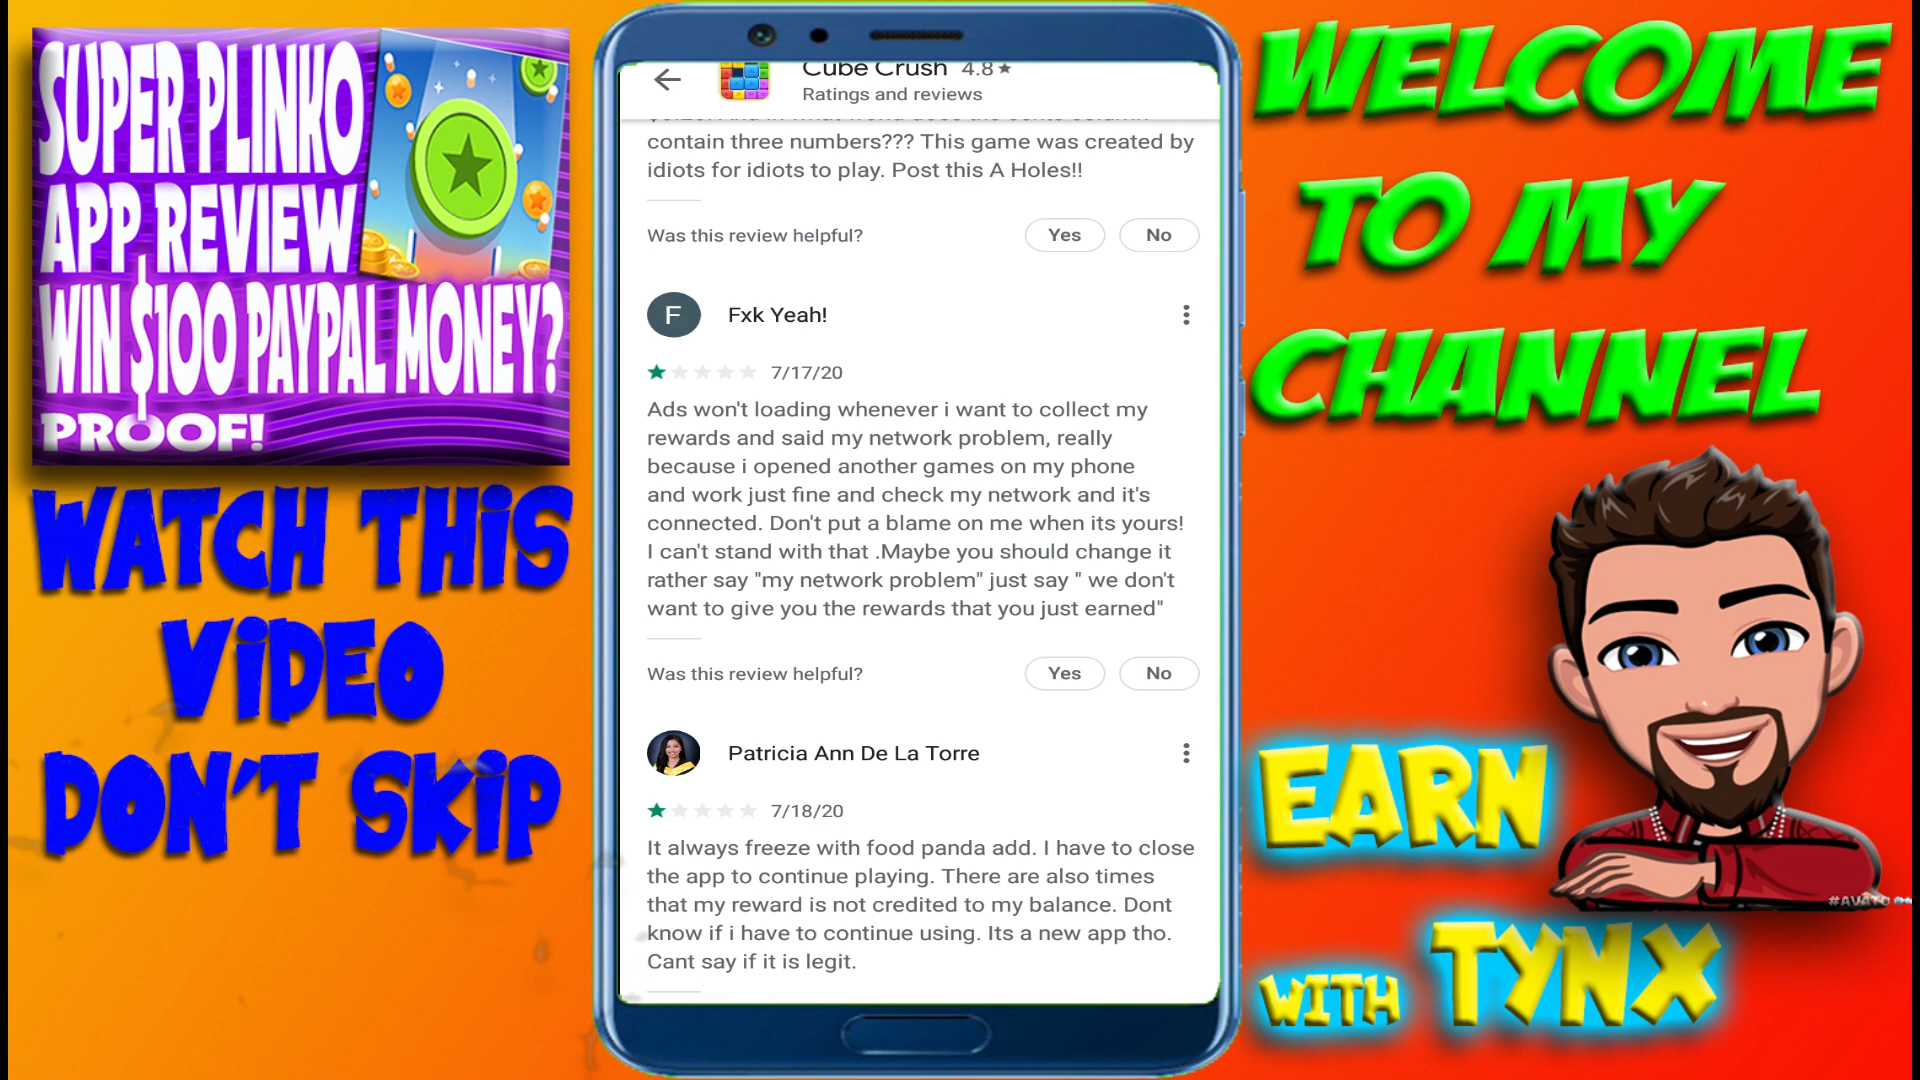 SUPER PLINKO
APP REVIEW
WIN $100 PAYPAL MONEY?
PROOF!
WATCH THiS
ViDEO
DON'T SKiP
Cube Crush 4.8★
Ratings and reviews
contain three numbers??? This game was created by
idiots for idiots to play. Post this A Holes!!
Was this review helpful? Yes No
F Fxk Yeah!
7/17/20
Ads won't loading whenever i want to collect my
rewards and said my network problem, really
because i opened another games on my phone
and work just fine and check my network and it's
connected. Don't put a blame on me when its yours!
I can't stand with that .Maybe you should change it
rather say "my network problem" just say " we don't
want to give you the rewards that you just earned"
Was this review helpful? Yes No
Patricia Ann De La Torre
7/18/20
It always freeze with food panda add. I have to close
the app to continue playing. There are also times
that my reward is not credited to my balance. Dont
know if i have to continue using. Its a new app tho.
Cant say if it is legit.
WELCOME
TO MY
CHANNEL
EARN
WITH TYNX